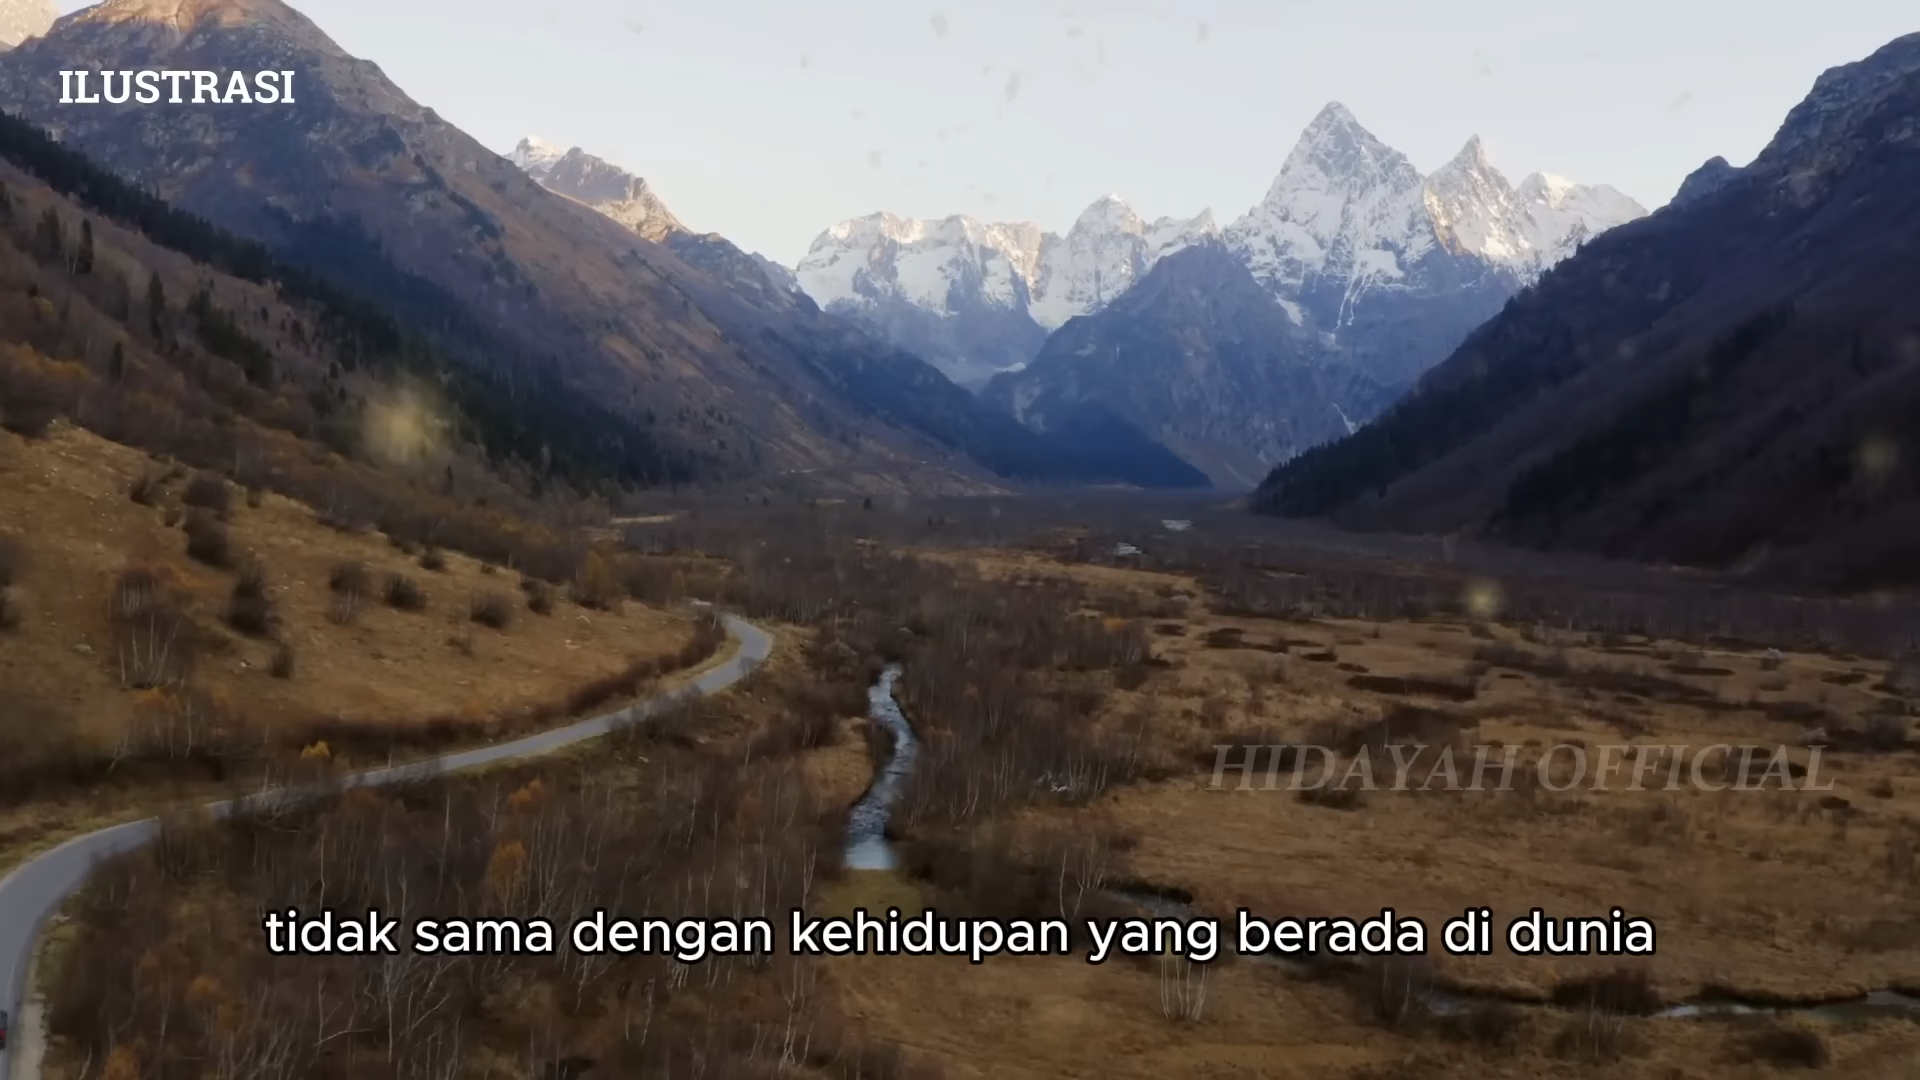 ILUSTRASI
HIDAYAH OFFICIAL
tidak sama dengan kehidupan yang berada di dunia